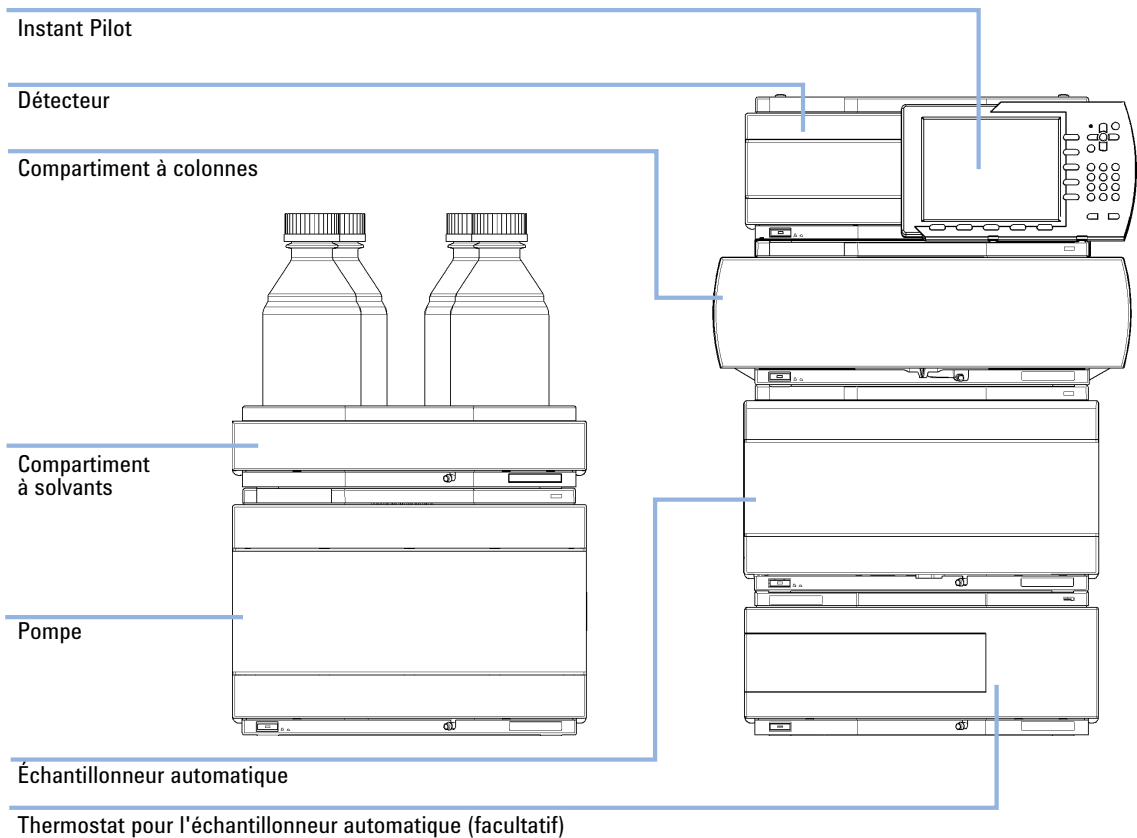 Instant Pilot
Détecteur
Compartiment à colonnes
Compartiment
à solvants
Pompe
Échantillonneur automatique
Thermostat pour l'échantillonneur automatique (facultatif)